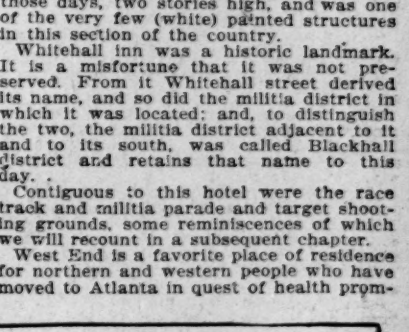 those days, two stories high, and was one
of the very few (white) painted structures
in this section of the country.
Whitehall inn was a historic landmark.
It is a misfortune that it was not pre-
served. From it Whitehall street derived
its name, and so did the militia district in
which it was located; and, to distinguish
the two, the militia district adjacent to it
and to its south, was called Blackhall
district and retains that name to this
day. .
Contiguous to this hotel were the race
track and militia parade and target shoot-
ing grounds, some reminiscences of which
we will recount in a subsequent chapter.
West End is a favorite place of residence
for northern and western people who have
moved to Atlanta in quest of health prom-